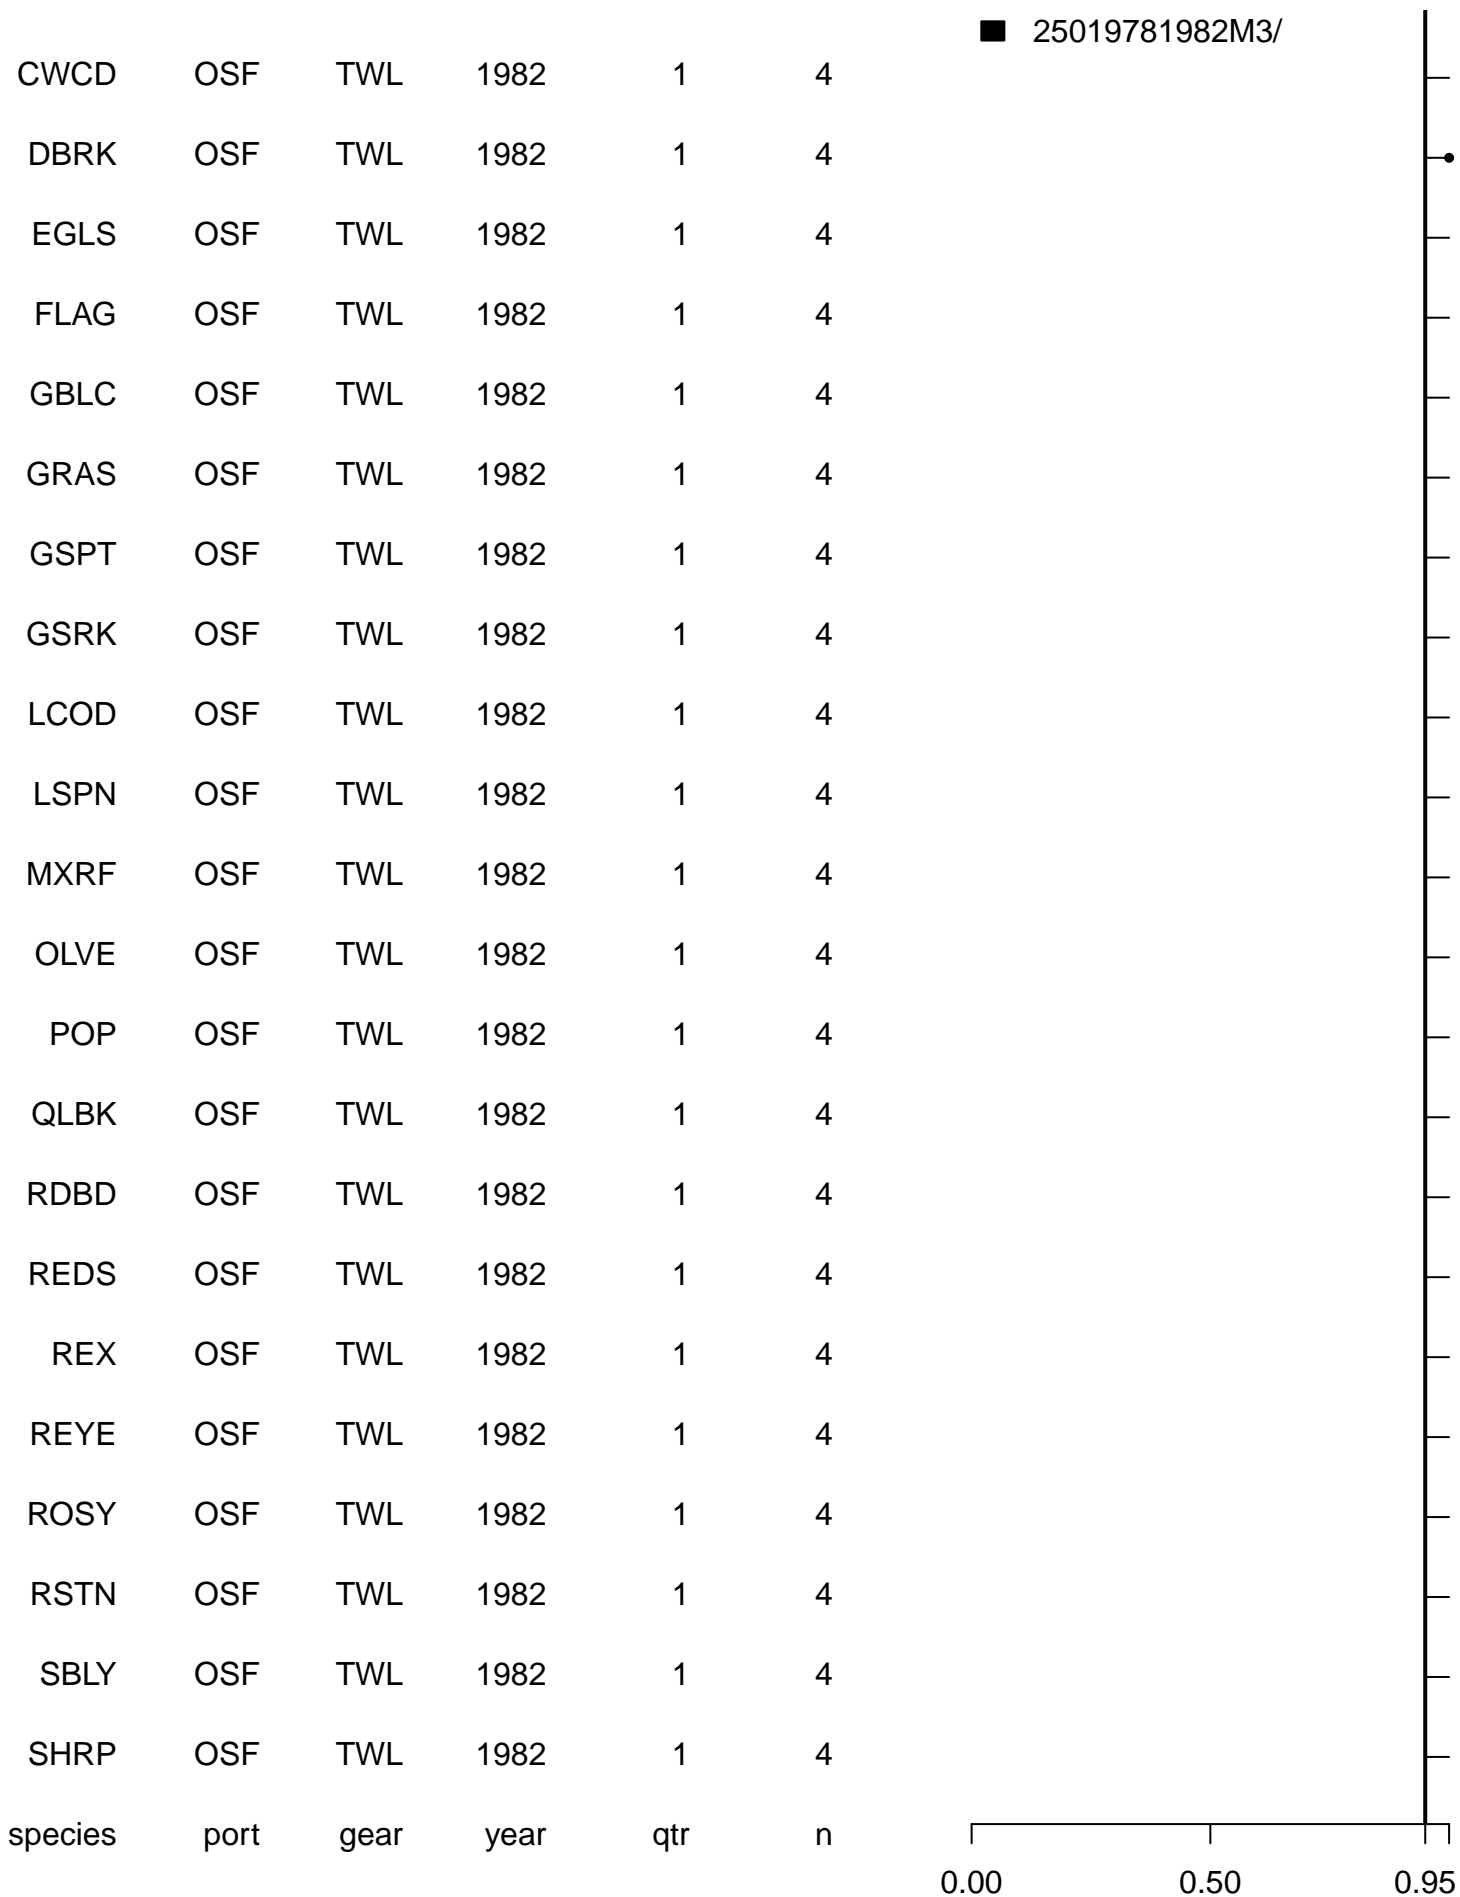 25019781982M3/
CWCD OSF TWL 1982 1 4
DBRK OSF TWL 1982 1 4
EGLS OSF TWL 1982 1 4
FLAG OSF TWL 1982 1 4
GBLC OSF TWL 1982 1 4
GRAS OSF TWL 1982 1 4
GSPT OSF TWL 1982 1 4
GSRK OSF TWL 1982 1 4
LCOD OSF TWL 1982 1 4
LSPN OSF TWL 1982 1 4
MXRF OSF TWL 1982 1 4
OLVE OSF TWL 1982 1 4
POP OSF TWL 1982 1 4
QLBK OSF TWL 1982 1 4
RDBD OSF TWL 1982 1 4
REDS OSF TWL 1982 1 4
REX OSF TWL 1982 1 4
REYE OSF TWL 1982 1 4
ROSY OSF TWL 1982 1 4
RSTN OSF TWL 1982 1 4
SBLY OSF TWL 1982 1 4
SHRP OSF TWL 1982 1 4
species port gear year qtr n
0.00 0.50 0.95